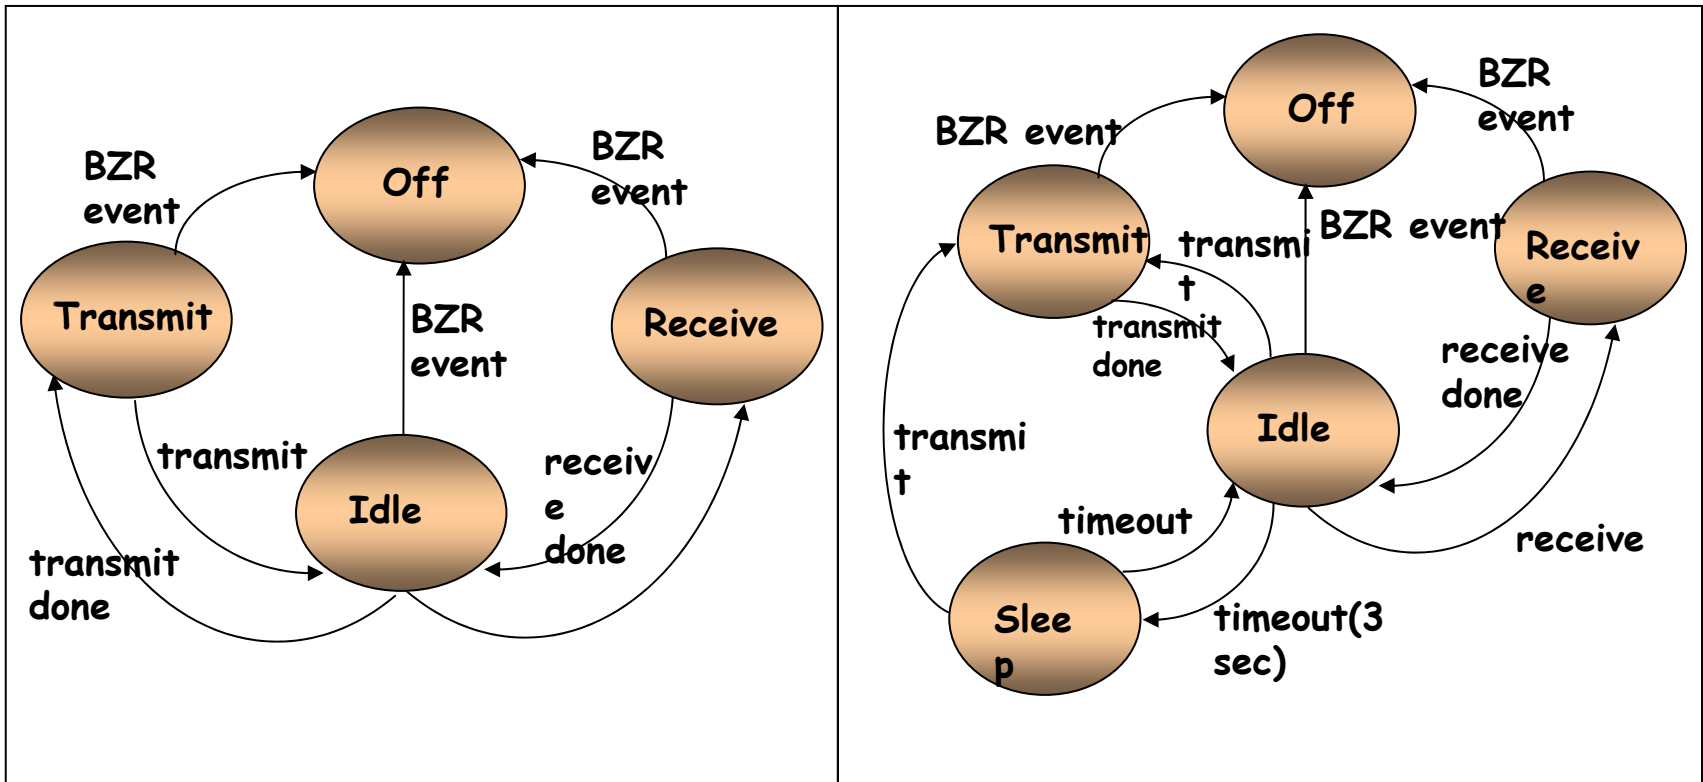 BZR
event
Off
BZR
event
Transmit
BZR
event
Receive
transmit
Idle
receiv
e
done
transmit
done
Off
BZR
event
BZR event
Transmit
transmi
t
BZR event
Receiv
e
transmit
done
receive
done
Idle
transmi
t
timeout
receive
Slee
p
timeout(3
sec)